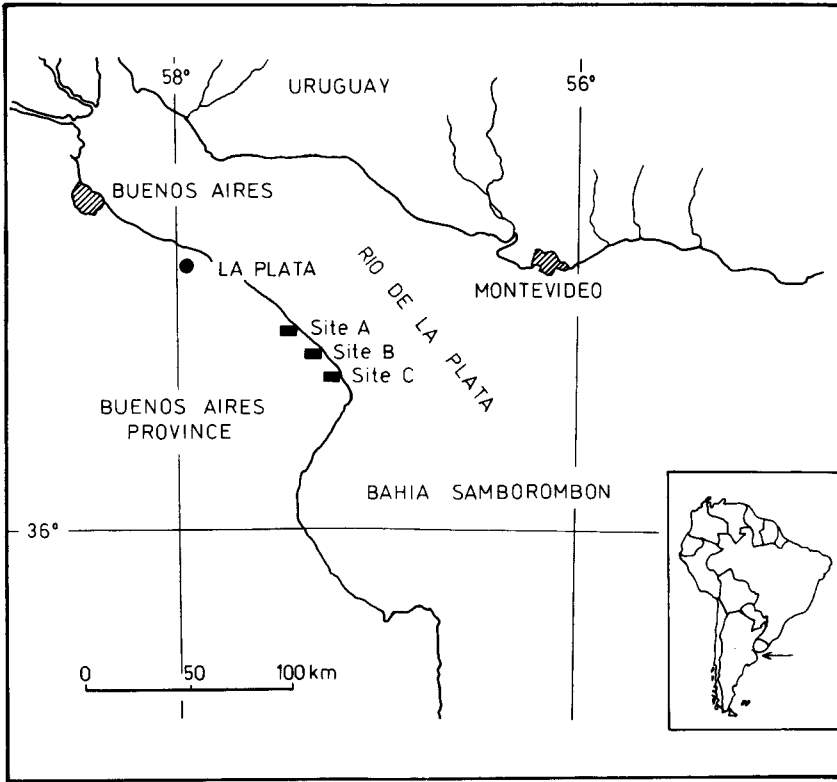 58°
56°
URUGUAY
BUENOS AIRES
LA PLATA
RIO DE LA PLATA
MONTEVIDEO
Site A
Site B
Site C
BUENOS AIRES
PROVINCE
BAHIA SAMBOROMBON
36°
0 50 100 km